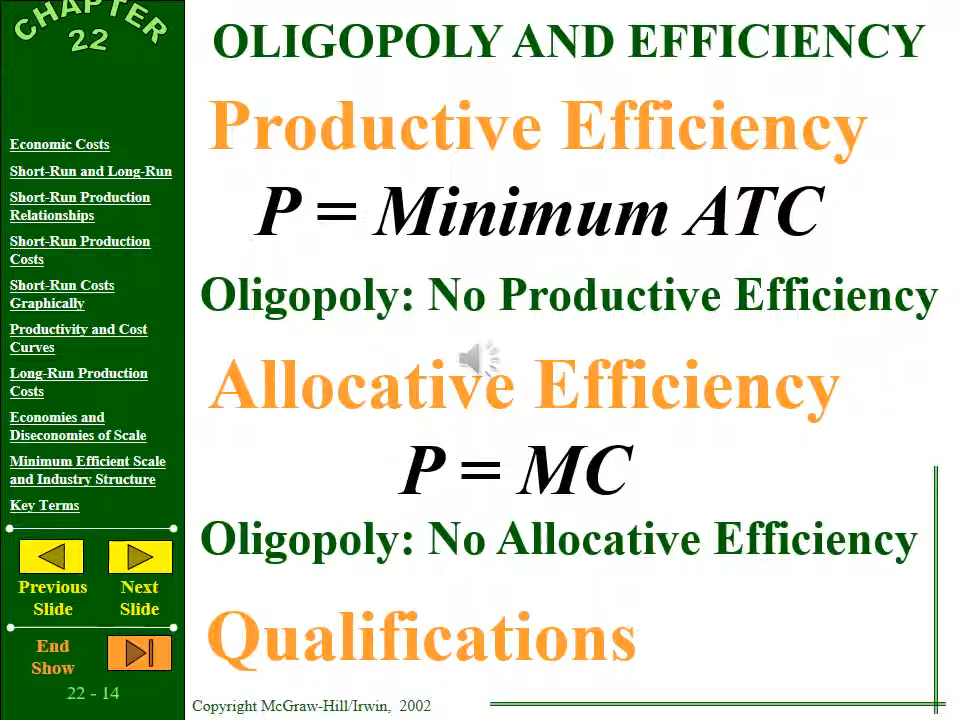 CHAPTER
22
Economic Costs
Short-Run and Long-Run
Short-Run Production
Relationships
Short-Run Production
Costs
Short-Run Costs
Graphically
Productivity and Cost
Curves
Long-Run Production
Costs
Economies and
Diseconomies of Scale
Minimum Efficient Scale
and Industry Structure
Key Terms
Previous
Slide
Next
Slide
End
Show
22 - 14
OLIGOPOLY AND EFFICIENCY
Productive Efficiency
P = Minimum ATC
Oligopoly: No Productive Efficiency
Allocative Efficiency
P = MC
Oligopoly: No Allocative Efficiency
Qualifications
Copyright McGraw-Hill/Irwin, 2002